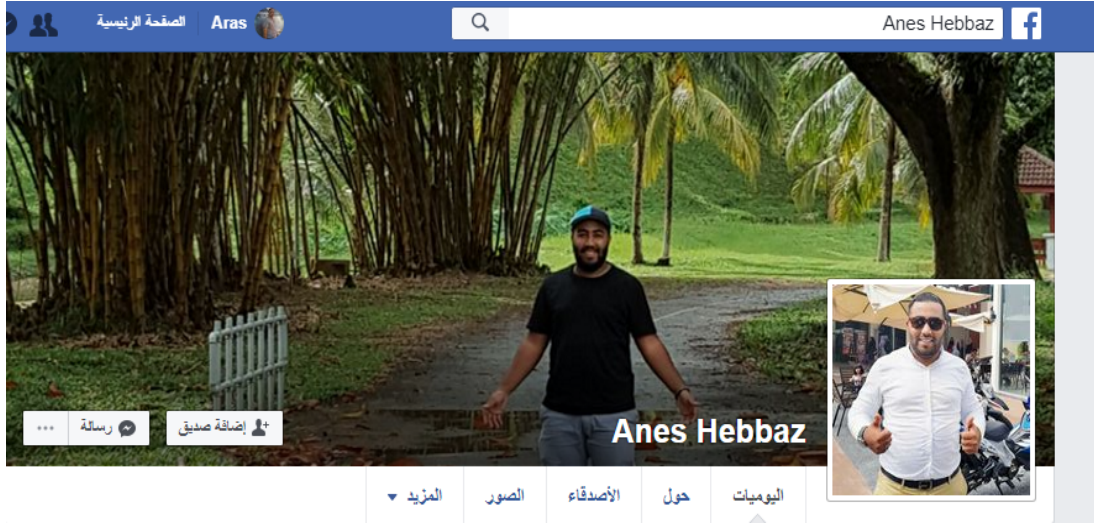 Anes Hebbaz
Aras
الصفحة الرئيسية
Anes Hebbaz
إضافة صديق
رسالة
اليوميات
حول
الأصدقاء
الصور
المزيد